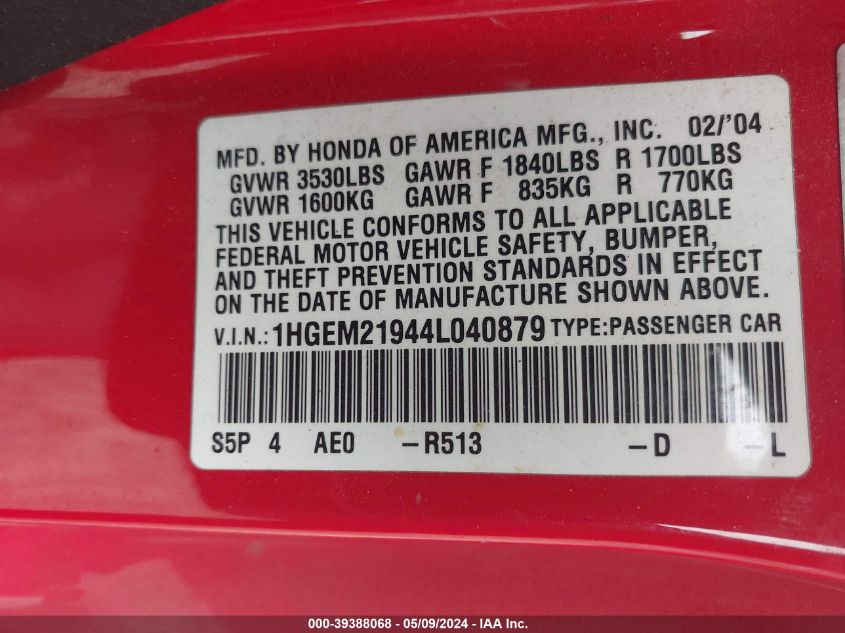 MFD. BY HONDA OF AMERICA MFG., INC. 02/'04
GVWR 3530LBS GAWR F 1840LBS R 1700LBS
GVWR 1600KG GAWR F 835KG R 770KG
THIS VEHICLE CONFORMS TO ALL APPLICABLE
FEDERAL MOTOR VEHICLE SAFETY, BUMPER,
AND THEFT PREVENTION STANDARDS IN EFFECT
ON THE DATE OF MANUFACTURE SHOWN ABOVE.
V.I.N.: 1HGEM21944L040879 TYPE:PASSENGER CAR
S5P 4 AE0 –R513 –D –L
000-39388068 - 05/09/2024 - IAA Inc.